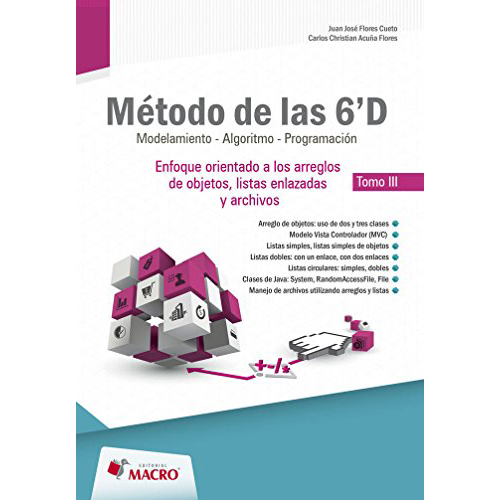 Juan José Flores Cueto
Carlos Christian Acuña Flores
Método de las 6'D
Modelamiento - Algoritmo - Programación
Enfoque orientado a los arreglos
de objetos, listas enlazadas
y archivos
Tomo III
Arreglo de objetos: uso de dos y tres clases
Modelo Vista Controlador (MVC)
Listas simples, listas simples de objetos
Listas dobles: con un enlace, con dos enlaces
Listas circulares: simples, dobles
Clases de Java: System, RandomAccessFile, File
Manejo de archivos utilizando arreglos y listas
+-/*
EDITORIAL
MACRO